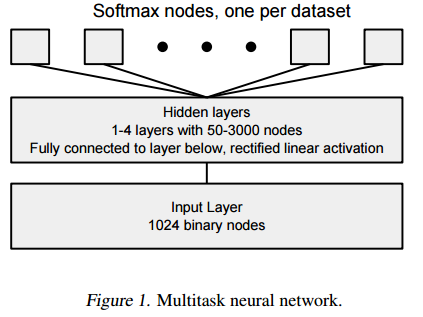 Softmax nodes, one per dataset
Hidden layers
1-4 layers with 50-3000 nodes
Fully connected to layer below, rectified linear activation
Input Layer
1024 binary nodes
Figure 1. Multitask neural network.